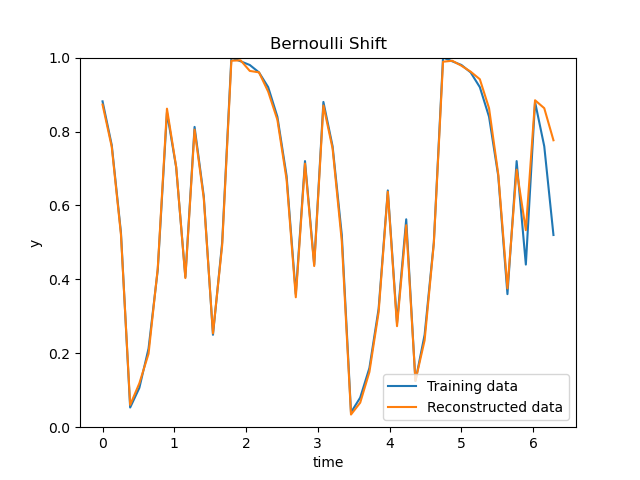 Bernoulli Shift
1.0
0.8
0.6
0.4
0.2
0.0
y
0 1 2 3 4 5 6
time
Training data
Reconstructed data